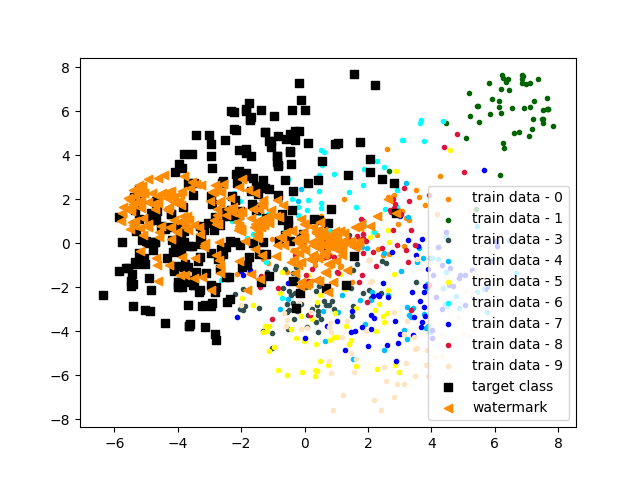 8
6
4
2
0
−2
−4
−6
−8
−6
−4
−2
0
2
4
6
8
train data - 0
train data - 1
train data - 3
train data - 4
train data - 5
train data - 6
train data - 7
train data - 8
train data - 9
target class
watermark